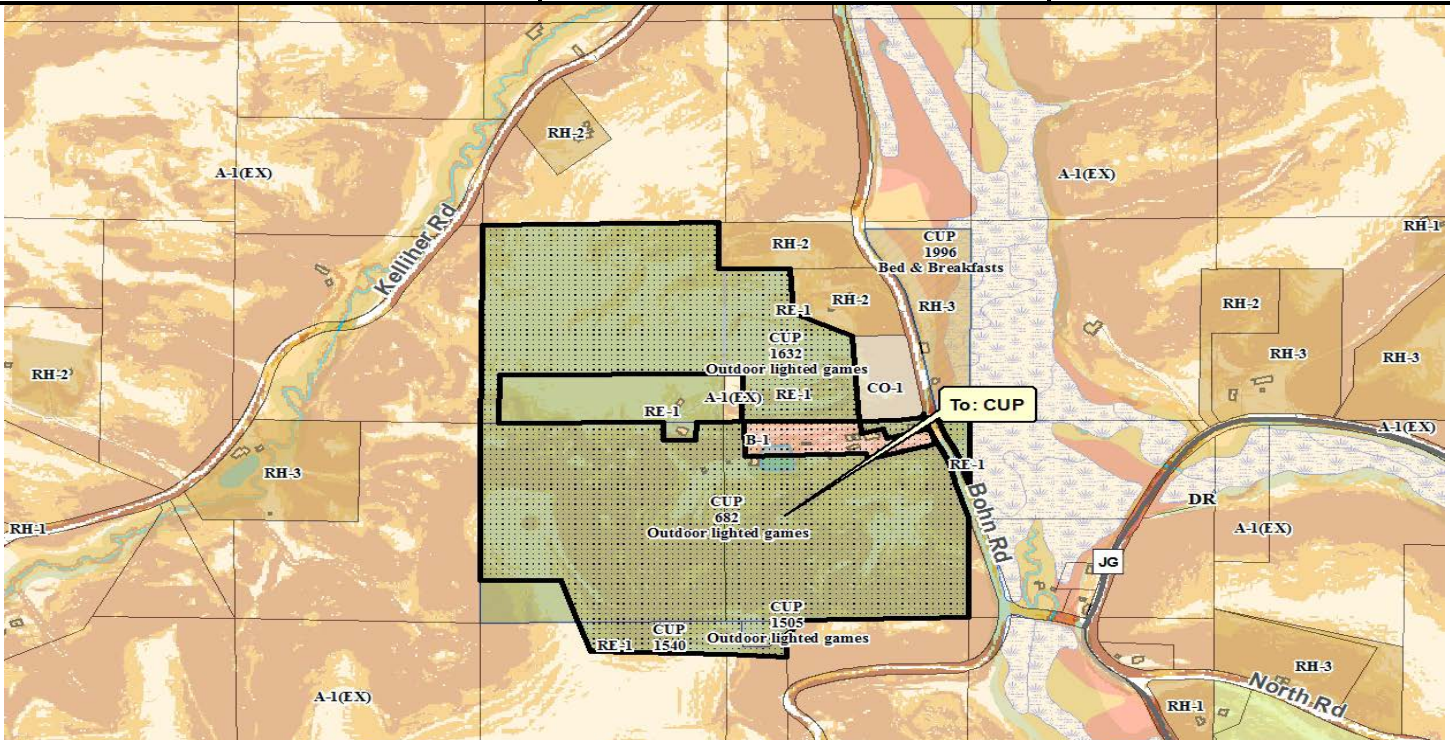 RH-2
A-1(EX)
A-1(EX)
Kelliher Rd
RH-1
RH-2
CUP
1996
Bed & Breakfasts
RH-2
RH-3
RE-1
RH-2
CUP
1632
Outdoor lighted games
RH-3
RH-3
RH-2
CO-1
A-1(EX)
RE-1
RE-1
To: CUP
B-1
A-1(EX)
RH-3
RE-1
DR
CUP
682
Outdoor lighted games
Bohn Rd
RH-1
A-1(EX)
JG
CUP
1505
Outdoor lighted games
CUP
1540
RE-1
RH-3
A-1(EX)
North Rd
RH-1